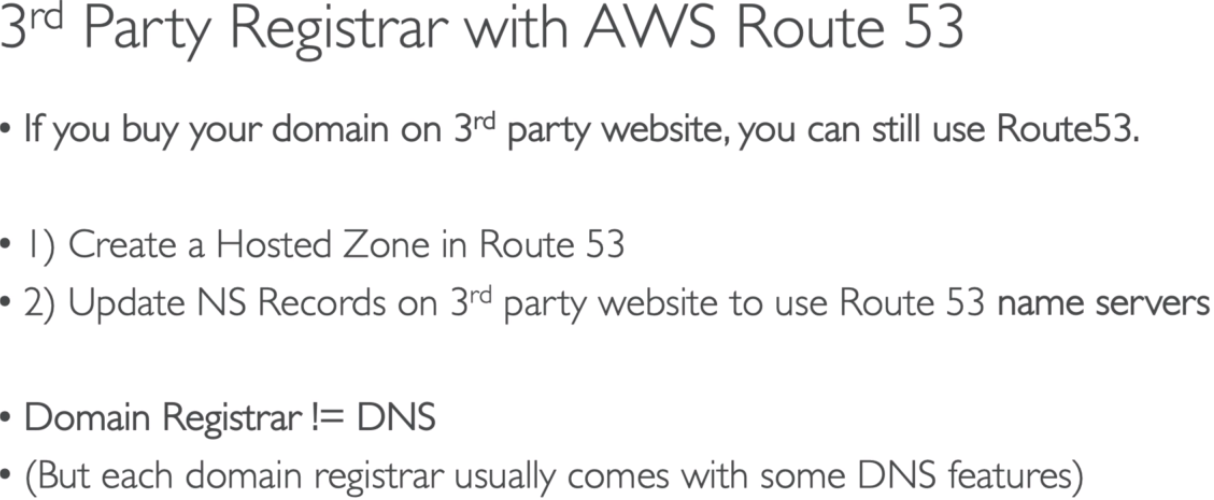 3rd Party Registrar with AWS Route 53
• If you buy your domain on 3rd party website, you can still use Route53.
• 1) Create a Hosted Zone in Route 53
• 2) Update NS Records on 3rd party website to use Route 53 name servers
• Domain Registrar != DNS
• (But each domain registrar usually comes with some DNS features)